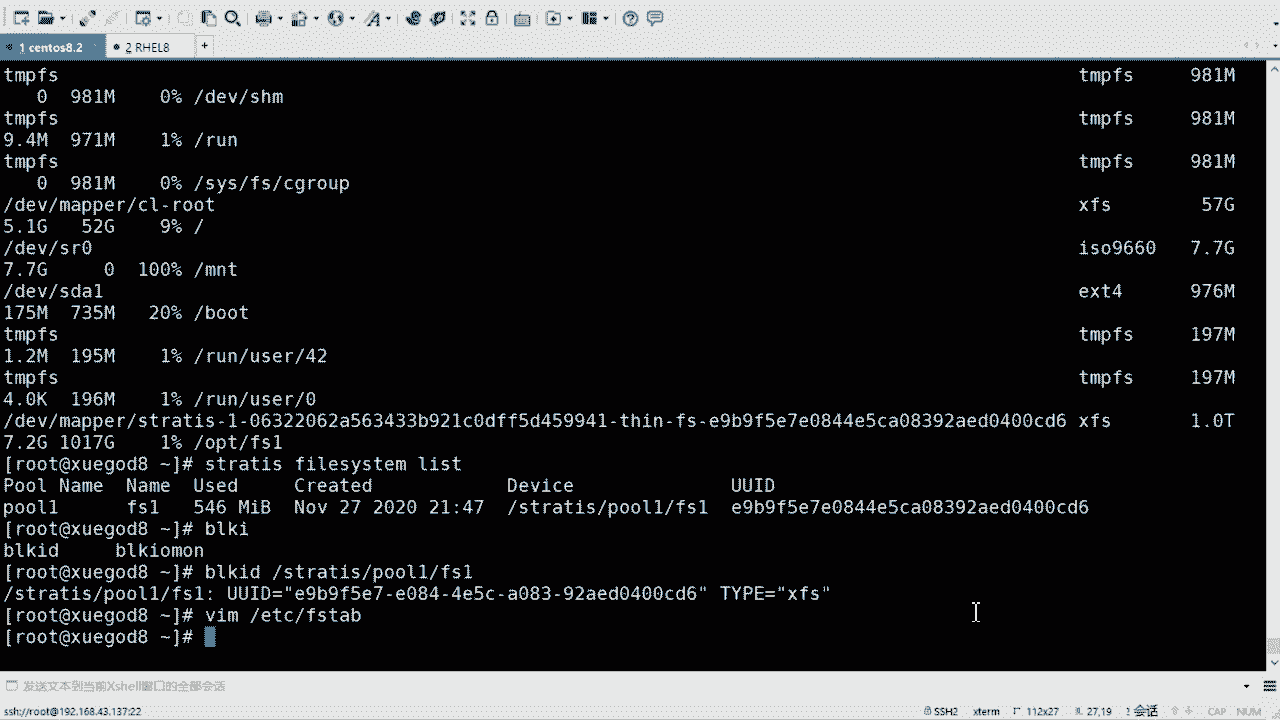 1 centos8.2
2 RHEL8
+
tmpfs tmpfs 981M
0 981M 0% /dev/shm
tmpfs tmpfs 981M
9.4M 971M 1% /run
tmpfs tmpfs 981M
0 981M 0% /sys/fs/cgroup
/dev/mapper/cl-root xfs 57G
5.1G 52G 9% /
/dev/sr0 iso9660 7.7G
7.7G 0 100% /mnt
/dev/sda1 ext4 976M
175M 735M 20% /boot
tmpfs tmpfs 197M
1.2M 195M 1% /run/user/42
tmpfs tmpfs 197M
4.0K 196M 1% /run/user/0
/dev/mapper/stratis-1-06322062a563433b921c0dff5d459941-thin-fs-e9b9f5e7e0844e5ca08392aed0400cd6 xfs 1.0T
7.2G 1017G 1% /opt/fs1
[root@xuegod8 ~]# stratis filesystem list
Pool Name Name Used Created Device UUID
pool1 fs1 546 MiB Nov 27 2020 21:47 /stratis/pool1/fs1 e9b9f5e7e0844e5ca08392aed0400cd6
[root@xuegod8 ~]# blki
blkid blkiomon
[root@xuegod8 ~]# blkid /stratis/pool1/fs1
/stratis/pool1/fs1: UUID="e9b9f5e7-e084-4e5c-a083-92aed0400cd6" TYPE="xfs"
[root@xuegod8 ~]# vim /etc/fstab
[root@xuegod8 ~]#
发送文本到当前Xshell窗口的全部会话
ssh://root@192.168.43.137:22 SSH2 xterm 112x27 27,19 1 会话 CAP NUM